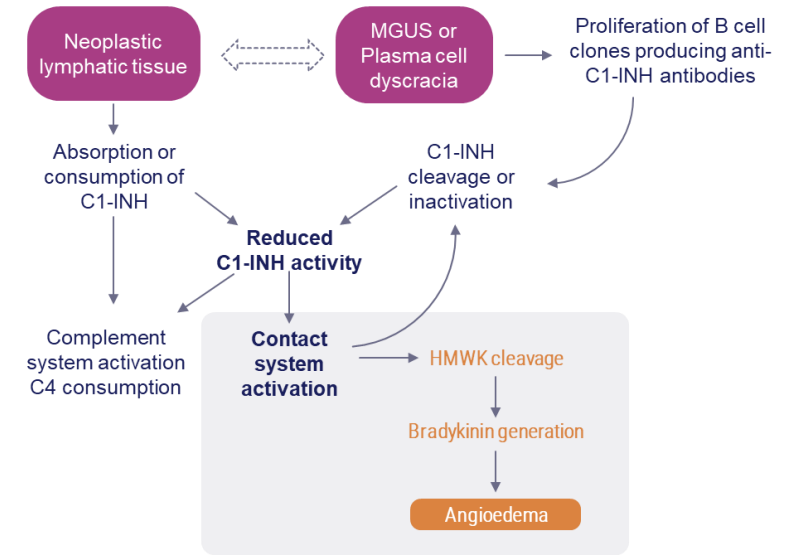 Neoplastic
lymphatic tissue
MGUS or
Plasma cell
dyscracia
Proliferation of B cell
clones producing anti-
C1-INH antibodies
Absorption or
consumption of
C1-INH
C1-INH
cleavage or
inactivation
Reduced
C1-INH activity
Complement
system activation
C4 consumption
Contact
system
activation
HMWK cleavage
Bradykinin generation
Angioedema